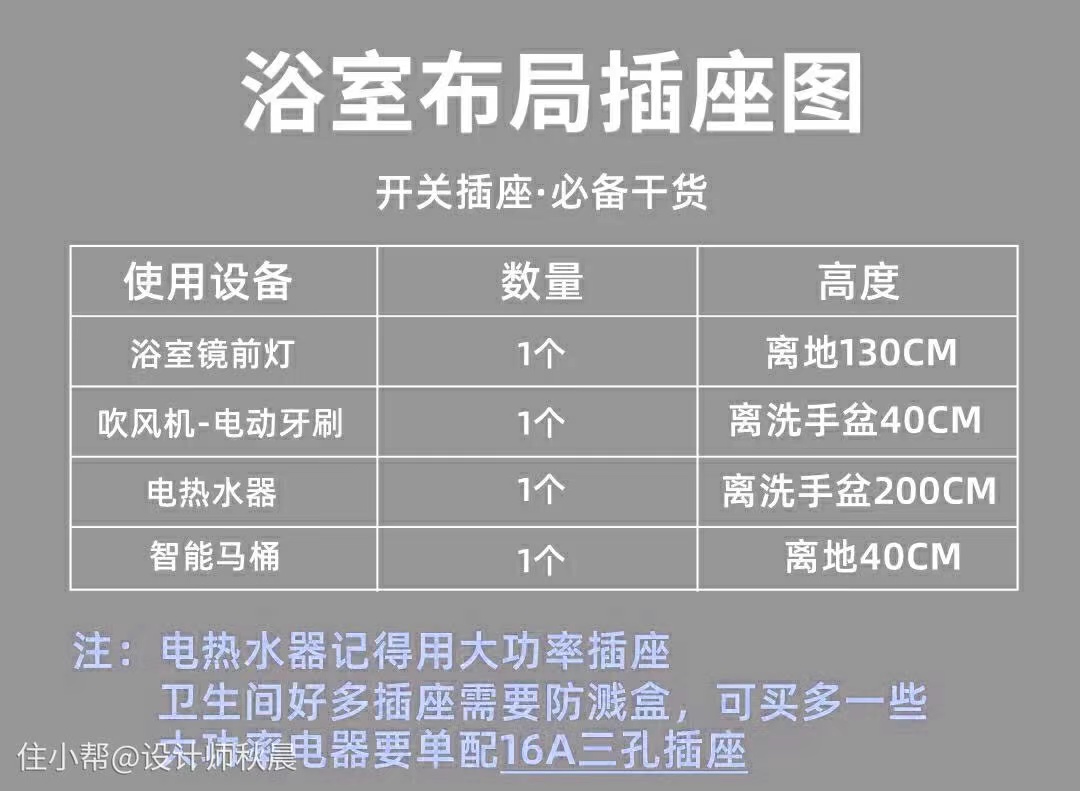 浴室布局插座图
开关插座·必备干货
使用设备 数量 高度
浴室镜前灯 1个 离地130CM
吹风机-电动牙刷 1个 离洗手盆40CM
电热水器 1个 离洗手盆200CM
智能马桶 1个 离地40CM
注：电热水器记得用大功率插座
卫生间好多插座需要防溅盒，可买多一些
大功率电器要单配16A三孔插座
住小帮@设计师秋晨